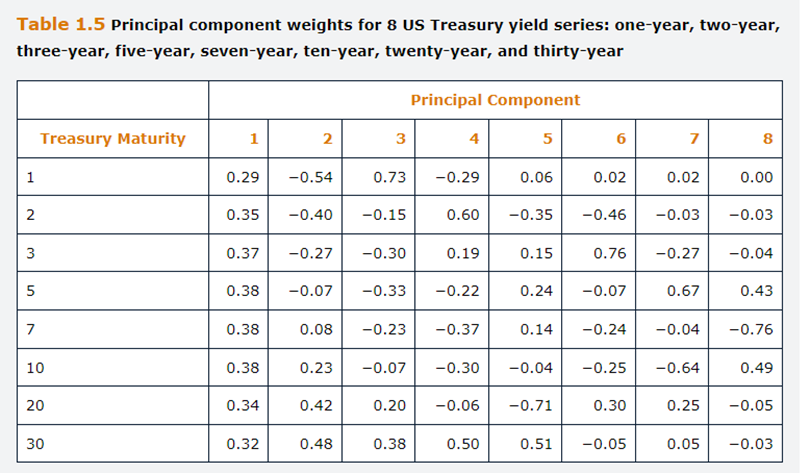 Table 1.5 Principal component weights for 8 US Treasury yield series: one-year, two-year,
three-year, five-year, seven-year, ten-year, twenty-year, and thirty-year
Principal Component
Treasury Maturity 1 2 3 4 5 6 7 8
1 0.29 −0.54 0.73 −0.29 0.06 0.02 0.02 0.00
2 0.35 −0.40 −0.15 0.60 −0.35 −0.46 −0.03 −0.03
3 0.37 −0.27 −0.30 0.19 0.15 0.76 −0.27 −0.04
5 0.38 −0.07 −0.33 −0.22 0.24 −0.07 0.67 0.43
7 0.38 0.08 −0.23 −0.37 0.14 −0.24 −0.04 −0.76
10 0.38 0.23 −0.07 −0.30 −0.04 −0.25 −0.64 0.49
20 0.34 0.42 0.20 −0.06 −0.71 0.30 0.25 −0.05
30 0.32 0.48 0.38 0.50 0.51 −0.05 0.05 −0.03